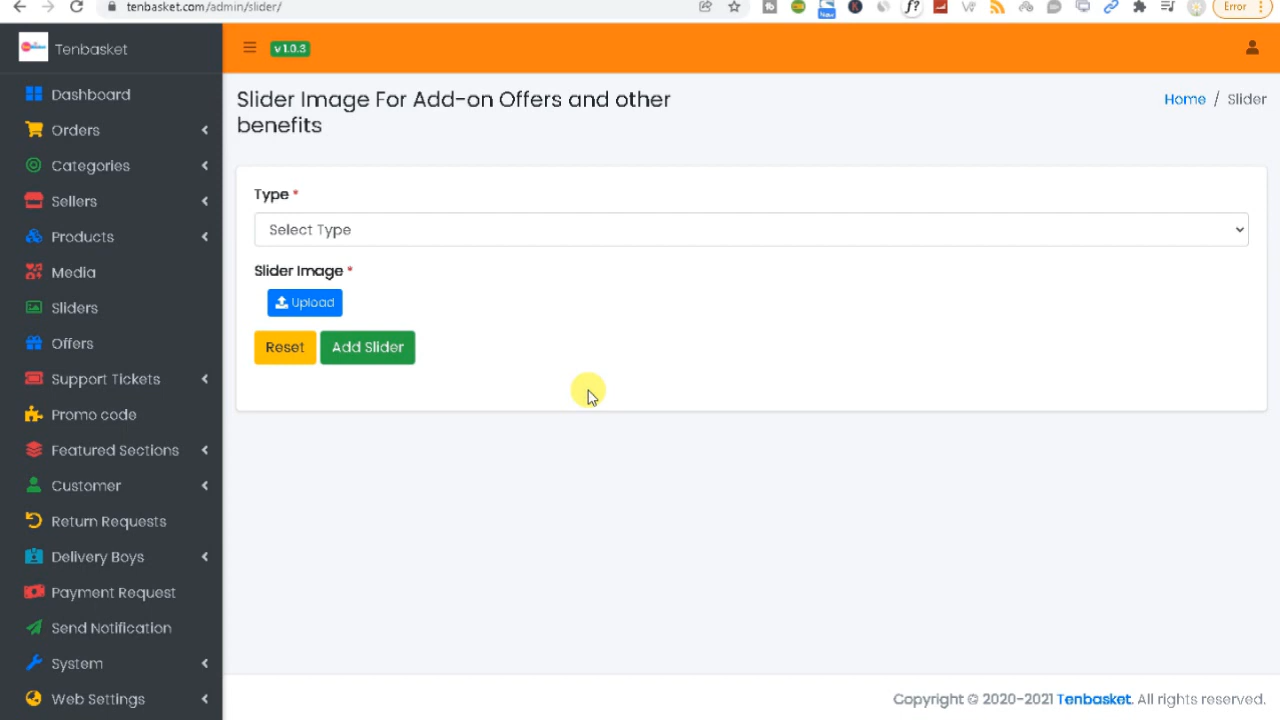 tenbasket.com/admin/slider/
Error
Tenbasket
v 1.0.3
Dashboard
Orders
Categories
Sellers
Products
Media
Sliders
Offers
Support Tickets
Promo code
Featured Sections
Customer
Return Requests
Delivery Boys
Payment Request
Send Notification
System
Web Settings
Slider Image For Add-on Offers and other
benefits
Home / Slider
Type *
Select Type
Slider Image *
Upload
Reset Add Slider
Copyright © 2020-2021 Tenbasket. All rights reserved.